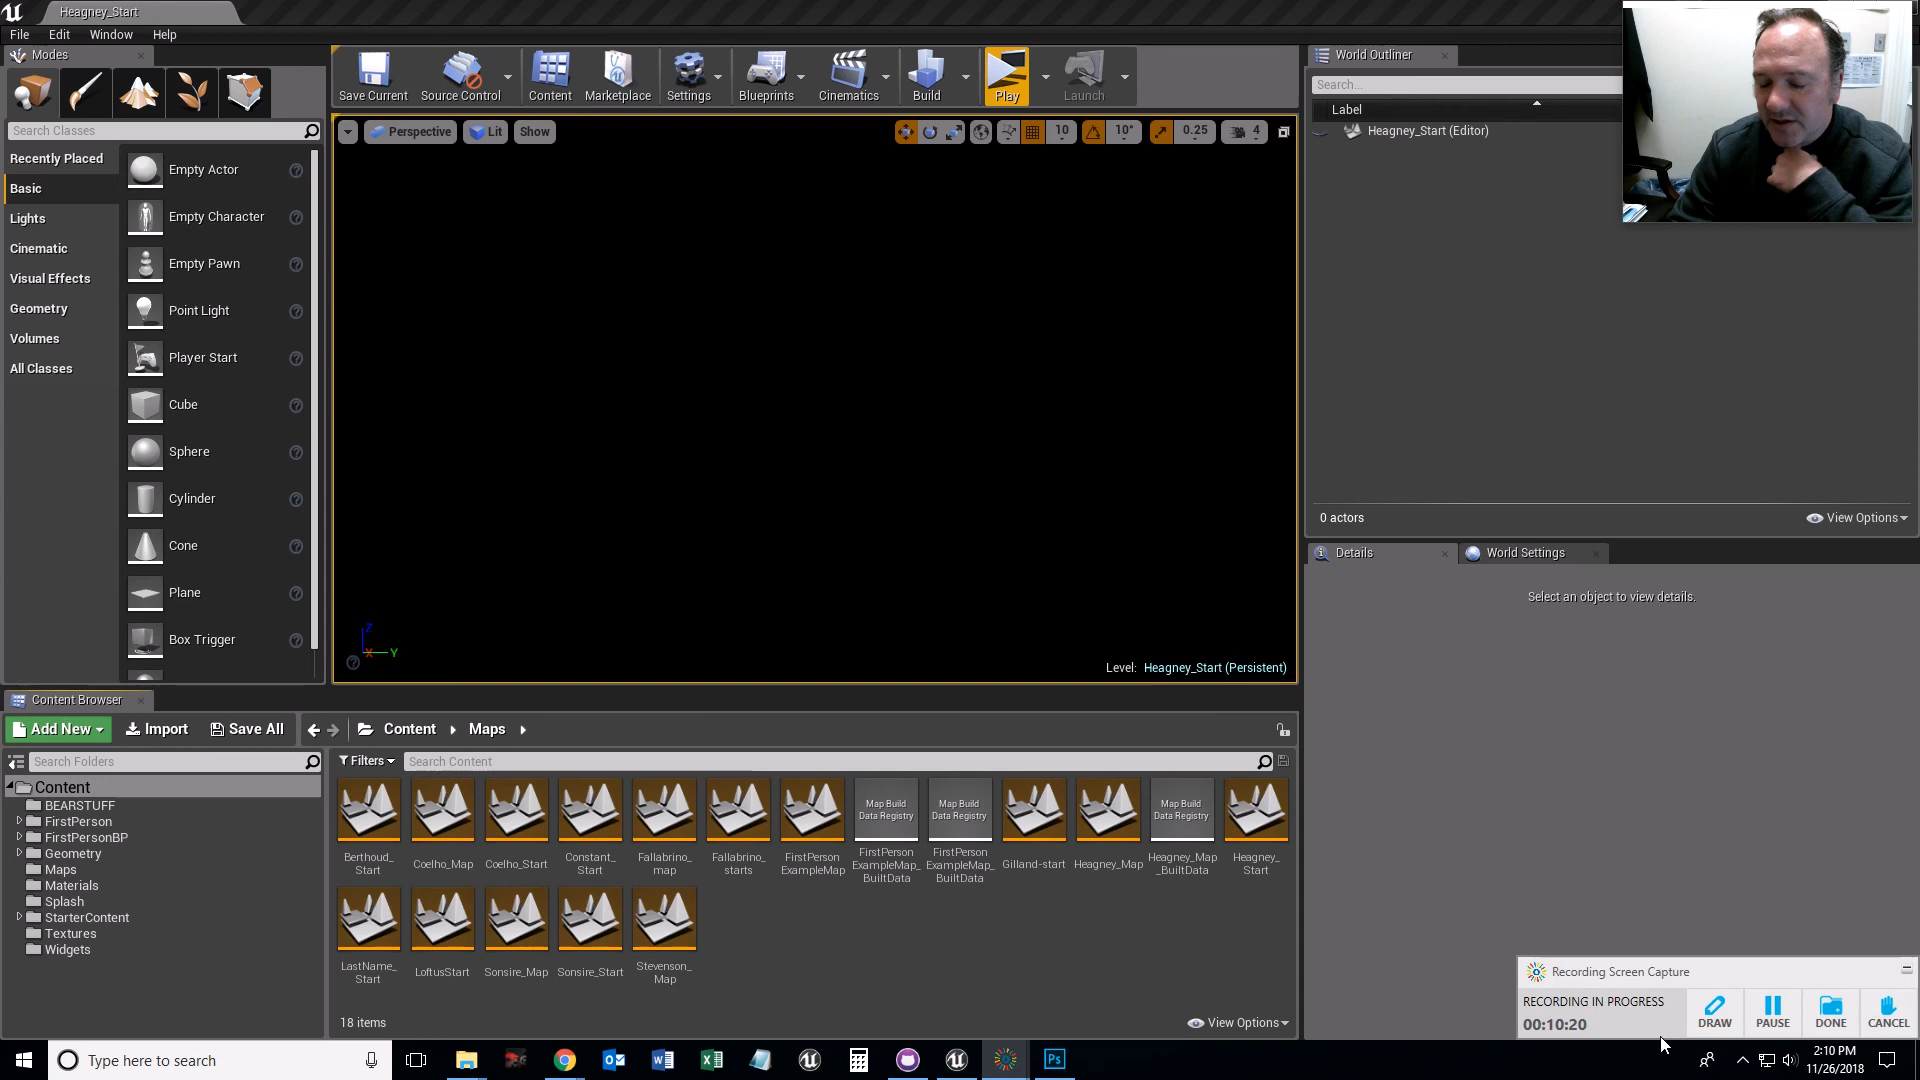 Heagney_Start
File Edit Window Help
Modes
Search Classes
Recently Placed
Basic
Lights
Cinematic
Visual Effects
Geometry
Volumes
All Classes
Empty Actor
Empty Character
Empty Pawn
Point Light
Player Start
Cube
Sphere
Cylinder
Cone
Plane
Box Trigger
Save Current Source Control Content Marketplace Settings Blueprints Cinematics Build Play Launch
Perspective Lit Show 10 10° 0.25 4
Z
X Y
Level: Heagney_Start (Persistent)
World Outliner
Search...
Label
Heagney_Start (Editor)
0 actors View Options
Details World Settings
Select an object to view details.
Content Browser
Add New Import Save All Content Maps
Search Folders
Content
BEARSTUFF
FirstPerson
FirstPersonBP
Geometry
Maps
Materials
Splash
StarterContent
Textures
Widgets
Filters Search Content
Map Build
Data Registry
Map Build
Data Registry
Map Build
Data Registry
Berthoud_
Start
Coelho_Map
Coelho_Start
Constant_
Start
Fallabrino_
map
Fallabrino_
starts
FirstPerson
ExampleMap
FirstPerson
ExampleMap_
BuiltData
FirstPerson
ExampleMap_
BuiltData
Gilland-start
Heagney_Map
Heagney_Map
_BuiltData
Heagney_
Start
LastName_
Start
LoftusStart
Sonsire_Map
Sonsire_Start
Stevenson_
Map
18 items View Options
Recording Screen Capture
RECORDING IN PROGRESS
00:10:20
DRAW PAUSE DONE CANCEL
Type here to search
Ps
2:10 PM
11/26/2018